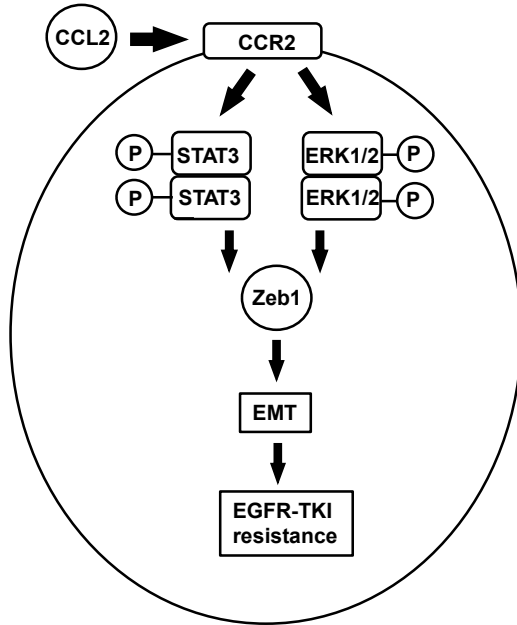 CCL2
CCR2
P
STAT3
ERK1/2
P
P
STAT3
ERK1/2
P
Zeb1
EMT
EGFR-TKI
resistance